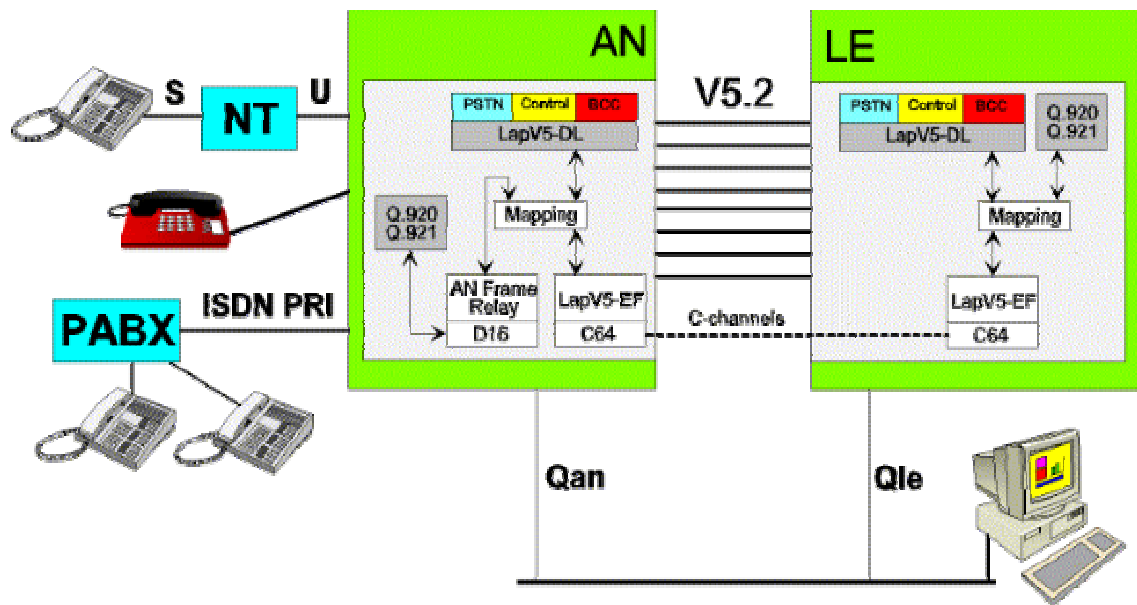 AN
LE
V5.2
S
U
NT
PSTN
Control
BCC
LapV5-DL
PSTN
Control
BCC
LapV5-DL
Q.920
Q.921
Q.920
Q.921
Mapping
Mapping
ISDN PRI
PABX
AN Frame
Relay
D16
LapV5-EF
C64
C-channels
LapV5-EF
C64
Qan
Qle